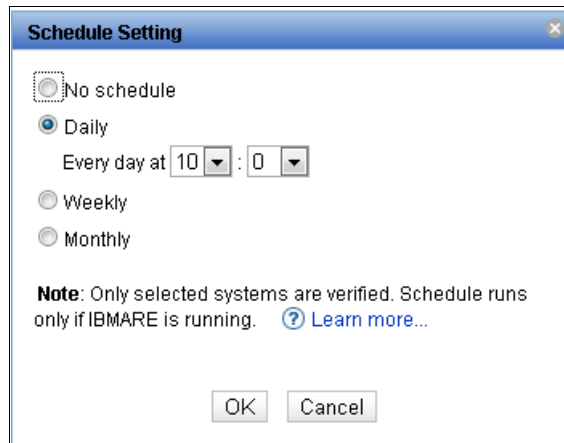 Schedule Setting
No schedule
Daily
Every day at 10 : 0
Weekly
Monthly
Note: Only selected systems are verified. Schedule runs
only if IBMARE is running. ? Learn more...
OK Cancel